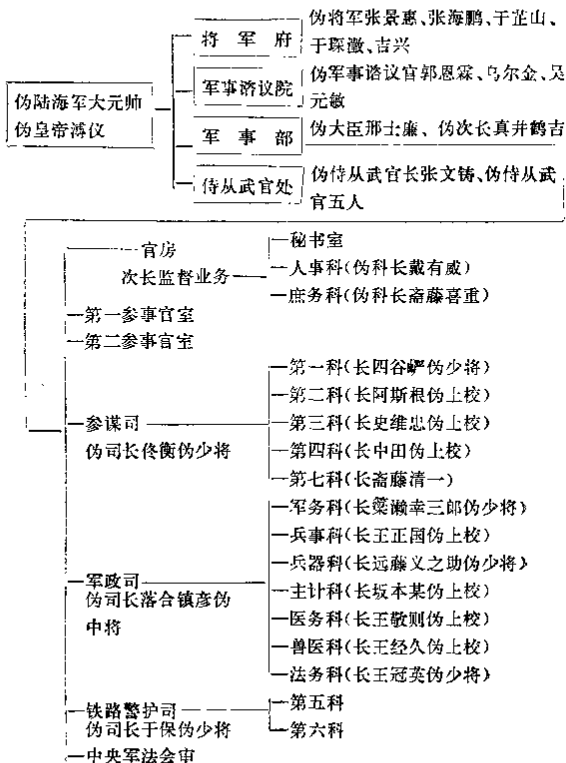 伪将军张景惠、张海鹏、于芷山、
将军府
于琛澂、吉兴
伪军事谘议官郭恩霖、乌尔金、吴
军事谘议院
元敏
伪陆海军大元帅
伪皇帝溥仪
军事部
伪大臣邢士廉、伪次长真井鹤吉
侍从武官处
伪侍从武官长张文铸、伪侍从武
官五人
官房
秘书室
次长监督业务
人事科(伪科长戴有威)
庶务科(伪科长斋藤喜重)
第一参事官室
第二参事官室
第一科(长四谷巖伪少将)
第二科(长阿斯根伪上校)
参谋司
第三科(长史维忠伪上校)
伪司长佟衡伪少将
第四科(长中田伪上校)
第七科(长斋藤清一)
军务科(长梁濑幸三郎伪少将)
兵事科(长王正国伪上校)
兵器科(长远藤义之助伪少将)
军政司
主计科(长坂本某伪上校)
伪司长落合镇彦伪
医务科(长王敬则伪上校)
中将
兽医科(长王经久伪上校)
法务科(长王冠英伪少将)
铁路警护司
第五科
伪司长于保伪少将
第六科
中央军法会审